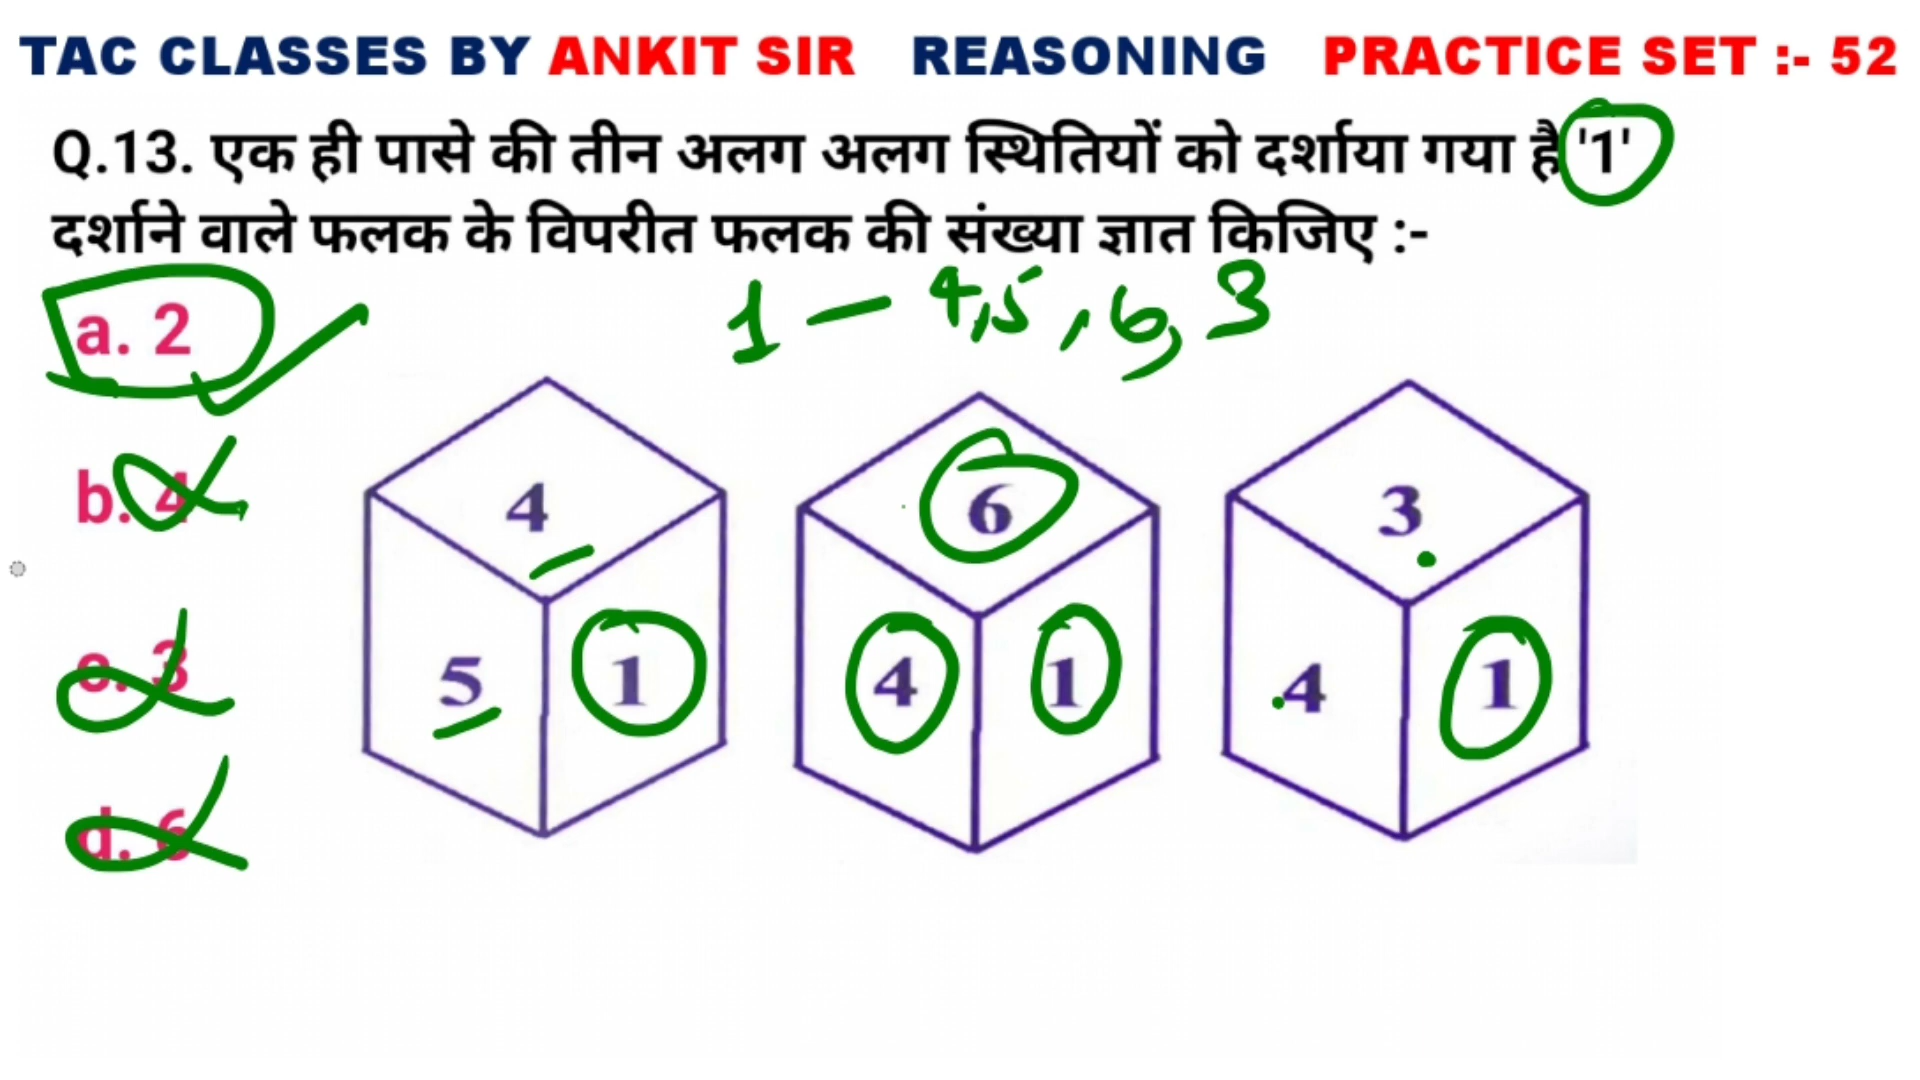 TAC CLASSES BY ANKIT SIR REASONING PRACTICE SET :- 52
Q.13. एक ही पासे की तीन अलग अलग स्थितियों को दर्शाया गया है '1'
दर्शाने वाले फलक के विपरीत फलक की संख्या ज्ञात किजिए :-
1 – 4,5, 6, 3
a. 2
b. 4
c. 3
d. 6
4
5 1
6
4 1
3
4 1